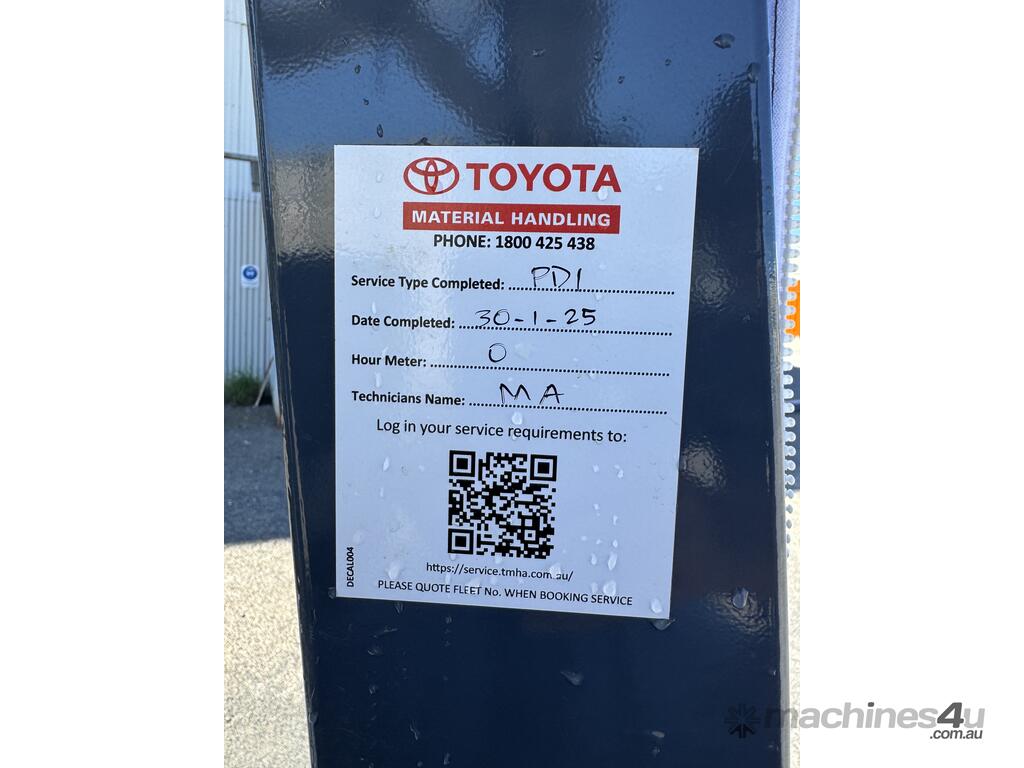 TOYOTA
MATERIAL HANDLING
PHONE: 1800 425 438
Service Type Completed: PDI
Date Completed: 30-1-25
Hour Meter: 0
Technicians Name: MA
Log in your service requirements to:
https://service.tmha.com.au/
DECAL004
PLEASE QUOTE FLEET No. WHEN BOOKING SERVICE
machines4u
.com.au